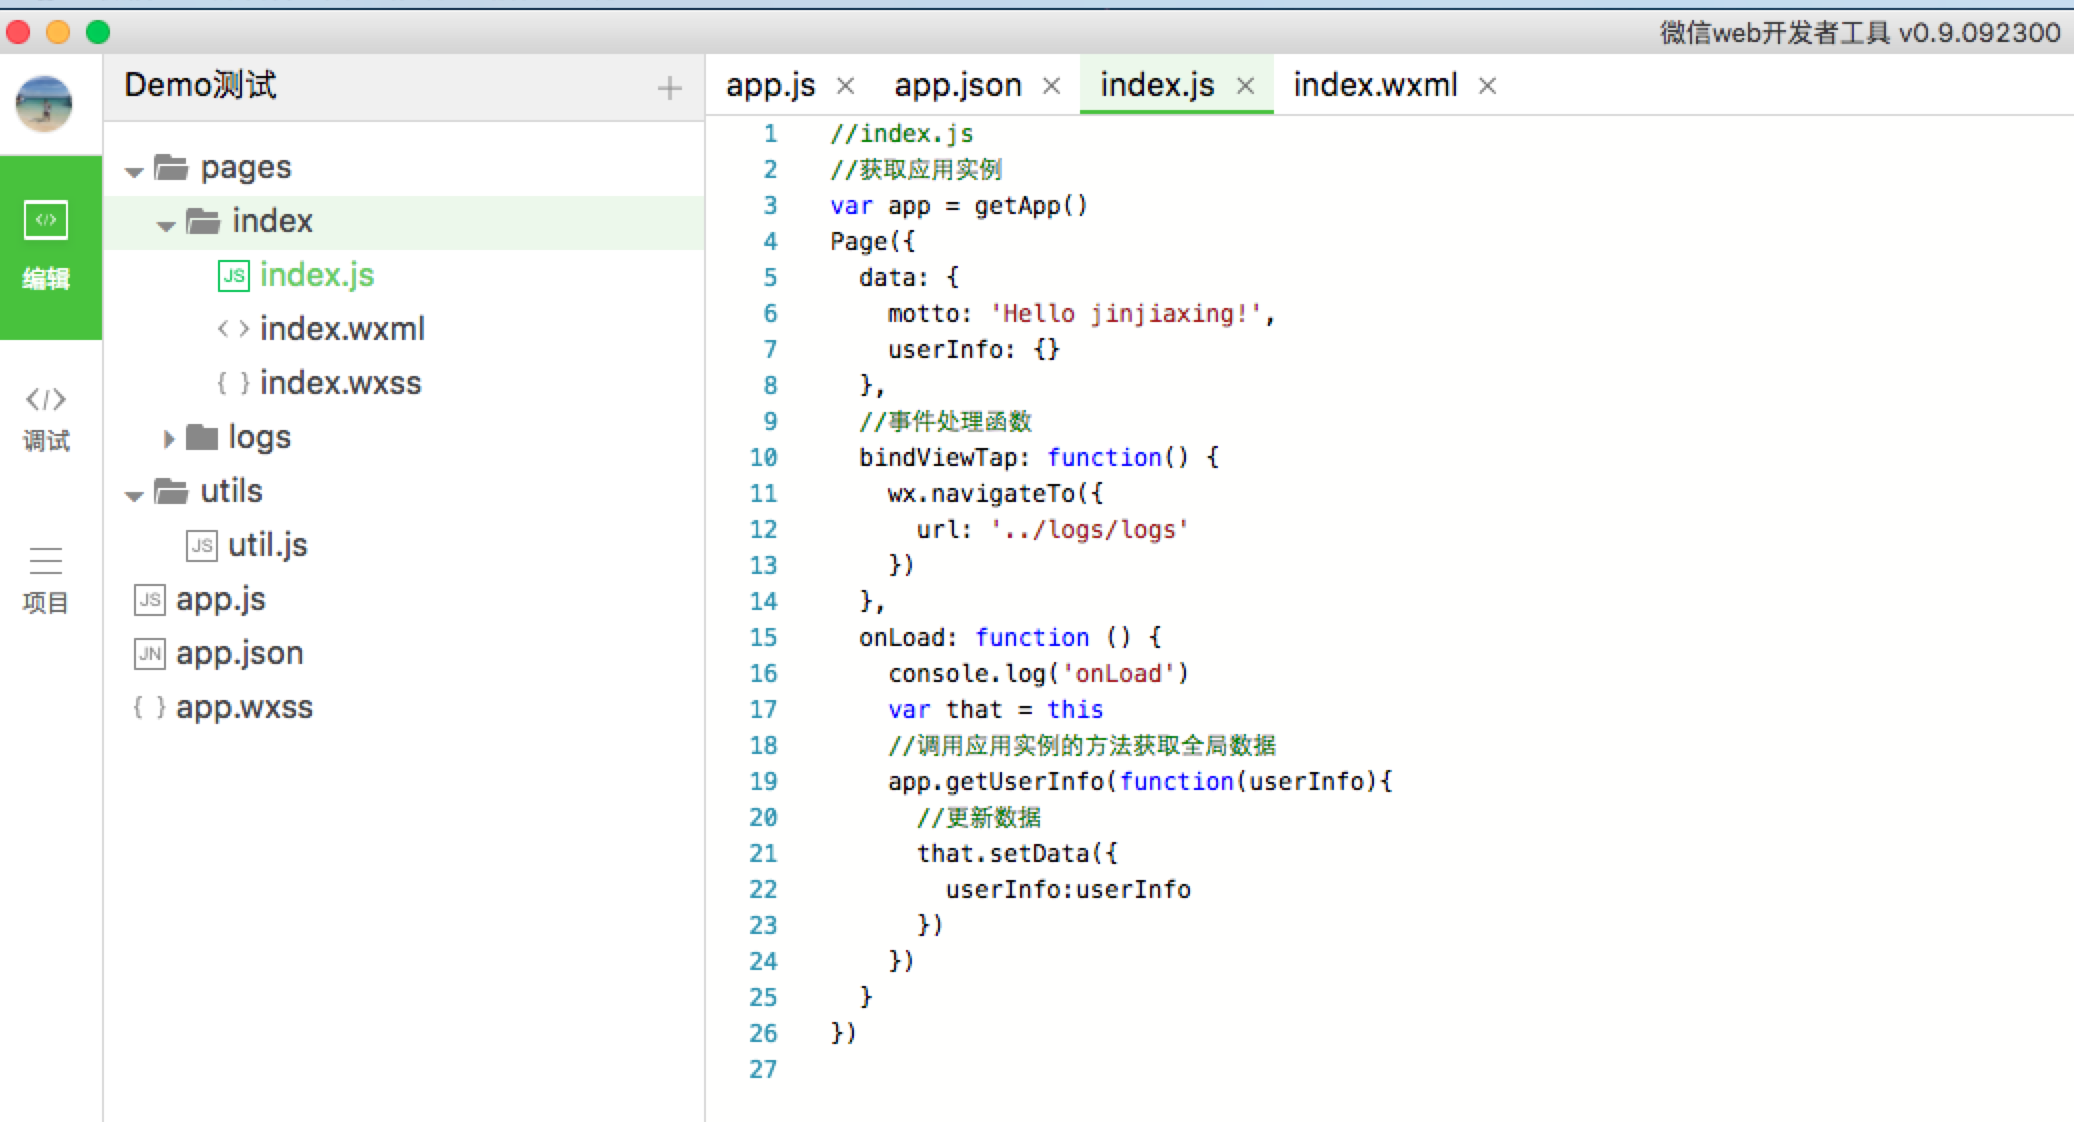 微信web开发者工具 v0.9.092300
Demo测试
+
app.js ×
app.json ×
index.js ×
index.wxml ×
编辑
调试
项目
pages
index
JS index.js
< > index.wxml
{ } index.wxss
logs
utils
JS util.js
JS app.js
JN app.json
{ } app.wxss
1 //index.js
2 //获取应用实例
3 var app = getApp()
4 Page({
5   data: {
6     motto: 'Hello jinjiaxing!',
7     userInfo: {}
8   },
9   //事件处理函数
10   bindViewTap: function() {
11     wx.navigateTo({
12       url: '../logs/logs'
13     })
14   },
15   onLoad: function () {
16     console.log('onLoad')
17     var that = this
18     //调用应用实例的方法获取全局数据
19     app.getUserInfo(function(userInfo){
20       //更新数据
21       that.setData({
22         userInfo:userInfo
23       })
24     })
25   }
26 })
27